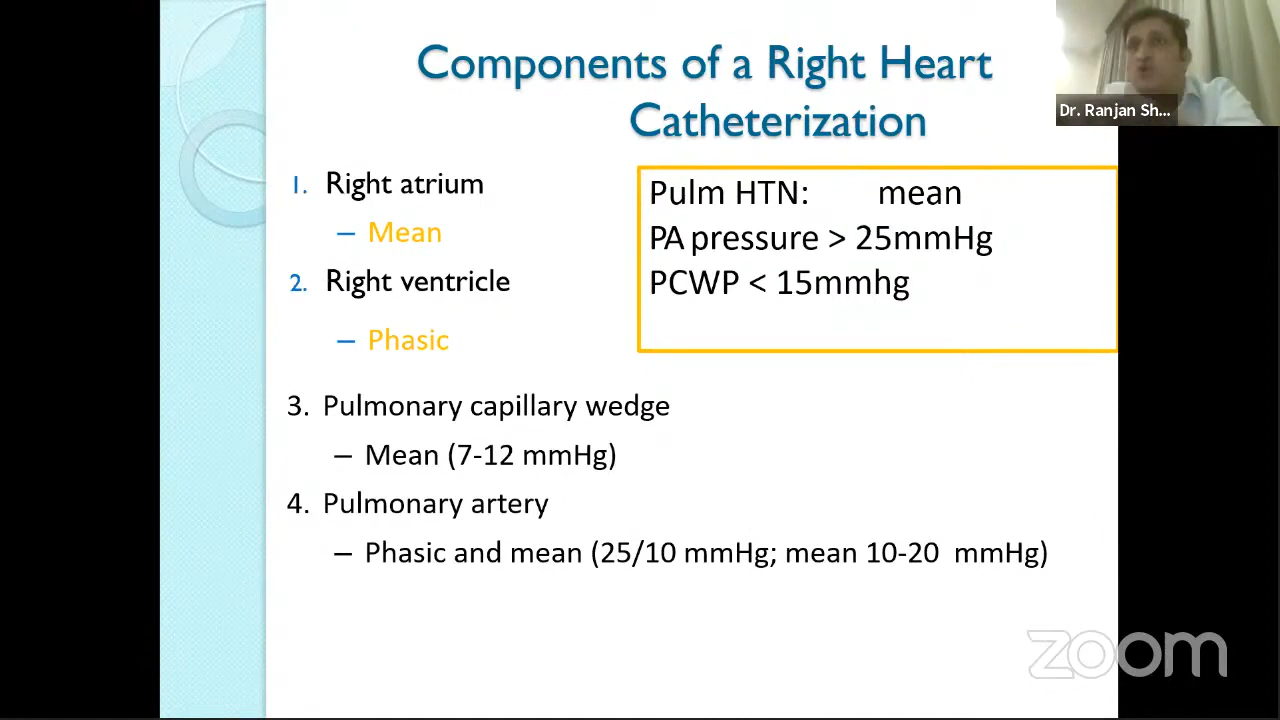 Components of a Right Heart
Catheterization
Dr. Ranjan Sh...
1. Right atrium
– Mean
2. Right ventricle
– Phasic
Pulm HTN: mean
PA pressure > 25mmHg
PCWP < 15mmhg
3. Pulmonary capillary wedge
– Mean (7-12 mmHg)
4. Pulmonary artery
– Phasic and mean (25/10 mmHg; mean 10-20 mmHg)
zoom